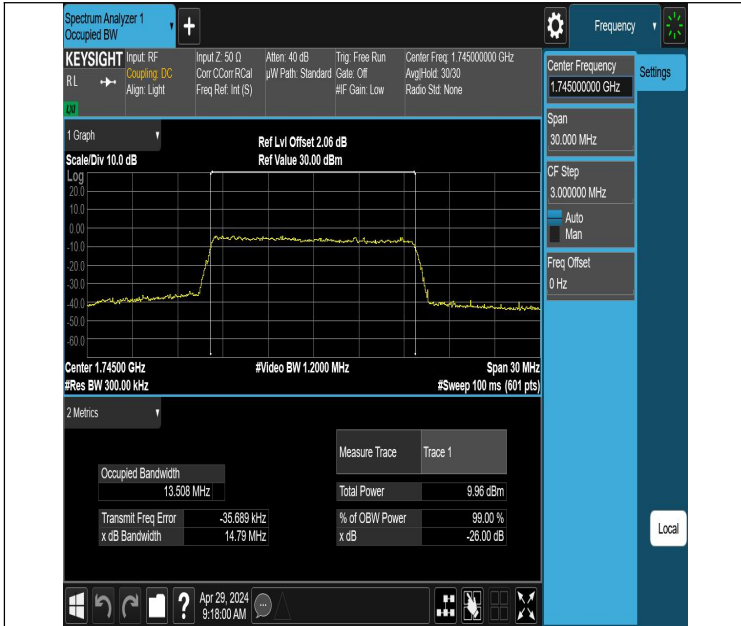 Spectrum Analyzer 1
Occupied BW
+
Frequency
KEYSIGHT
RL
Input: RF
Coupling: DC
Align: Light
Input Z: 50 Ω
Corr CCorr RCal
Freq Ref: Int (S)
Atten: 40 dB
µW Path: Standard
Trig: Free Run
Gate: Off
#IF Gain: Low
Center Freq: 1.745000000 GHz
Avg|Hold: 30/30
Radio Std: None
LXI
1 Graph
Scale/Div 10.0 dB
Ref Lvl Offset 2.06 dB
Ref Value 30.00 dBm
Log
20.0
10.0
0.00
-10.0
-20.0
-30.0
-40.0
-50.0
-60.0
Center 1.74500 GHz
#Res BW 300.00 kHz
#Video BW 1.2000 MHz
Span 30 MHz
#Sweep 100 ms (601 pts)
2 Metrics
Measure Trace Trace 1
Occupied Bandwidth
13.508 MHz
Total Power 9.96 dBm
Transmit Freq Error -35.689 kHz
% of OBW Power 99.00 %
x dB Bandwidth 14.79 MHz
x dB -26.00 dB
Center Frequency
1.745000000 GHz
Settings
Span
30.000 MHz
CF Step
3.000000 MHz
Auto
Man
Freq Offset
0 Hz
Local
?
Apr 29, 2024
9:18:00 AM